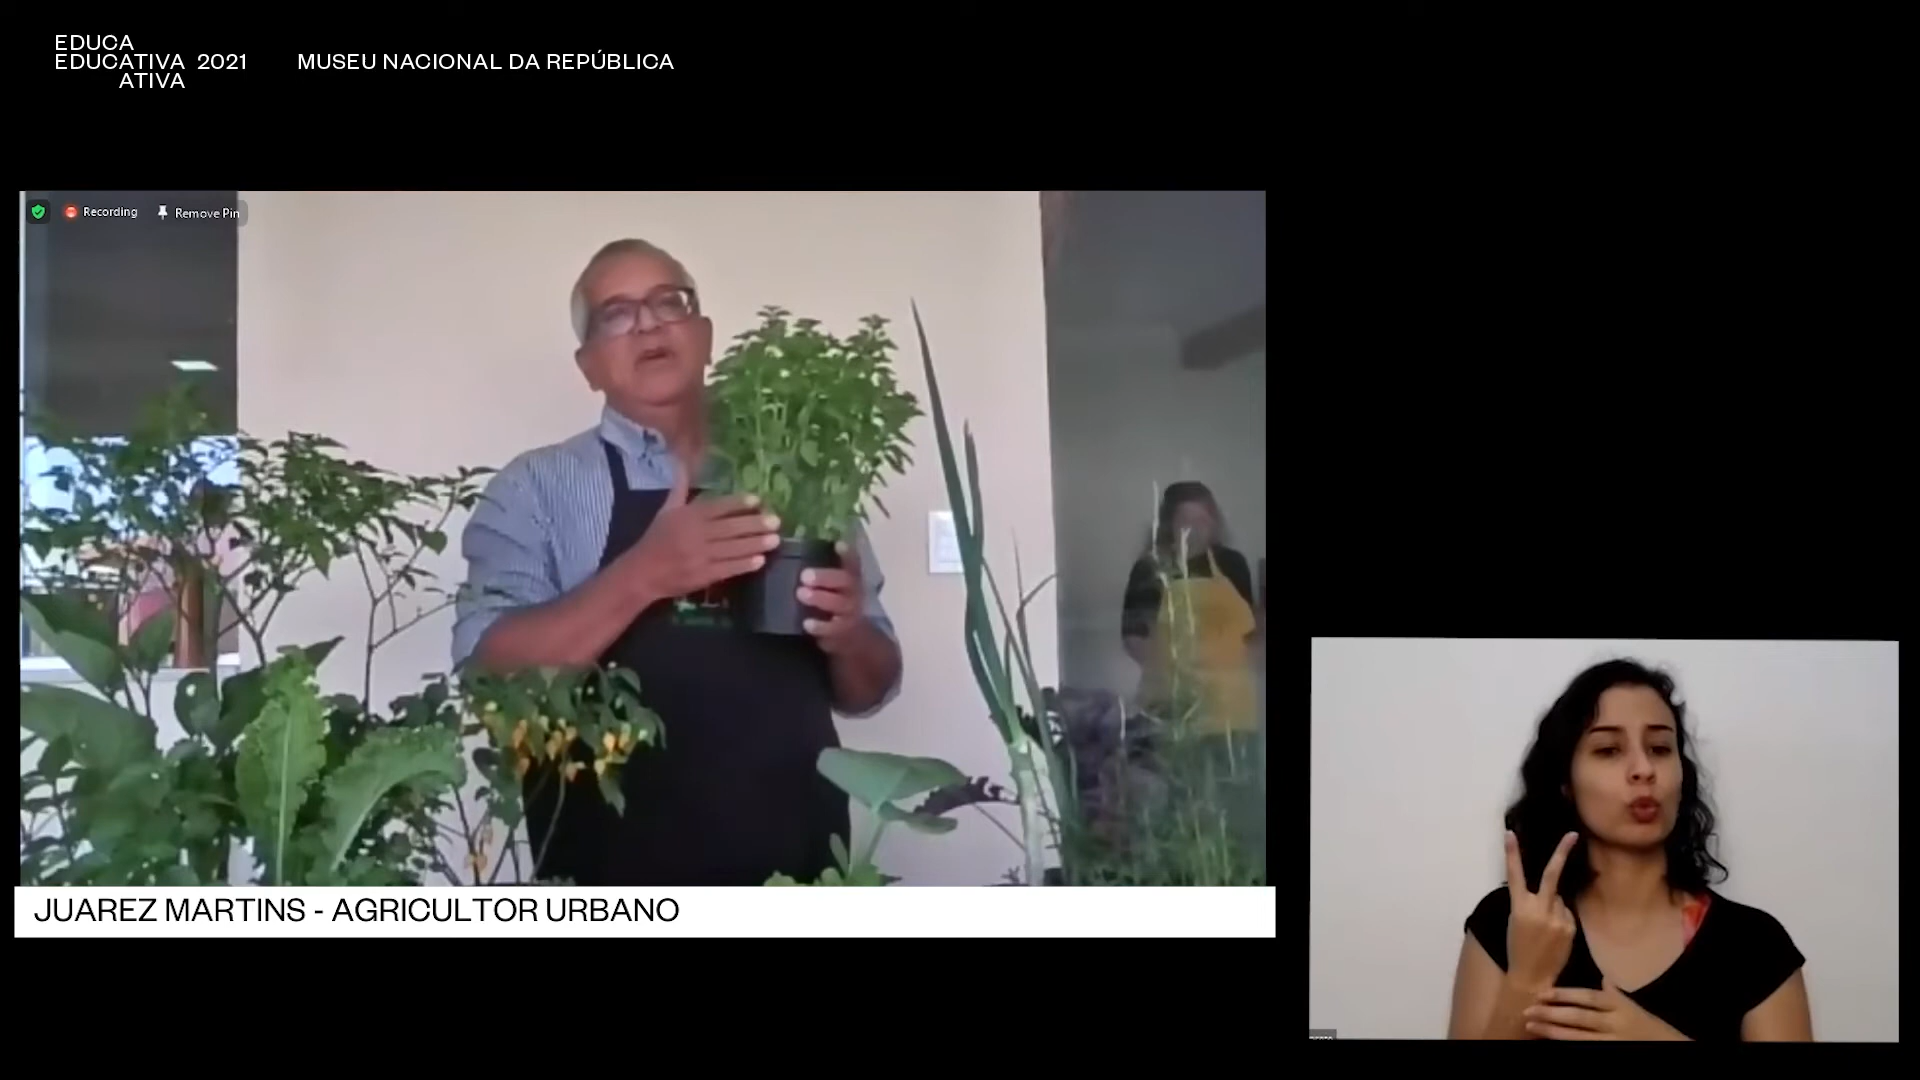 EDUCA
EDUCATIVA 2021
ATIVA
MUSEU NACIONAL DA REPÚBLICA
Recording
Remove Pin
JUAREZ MARTINS - AGRICULTOR URBANO